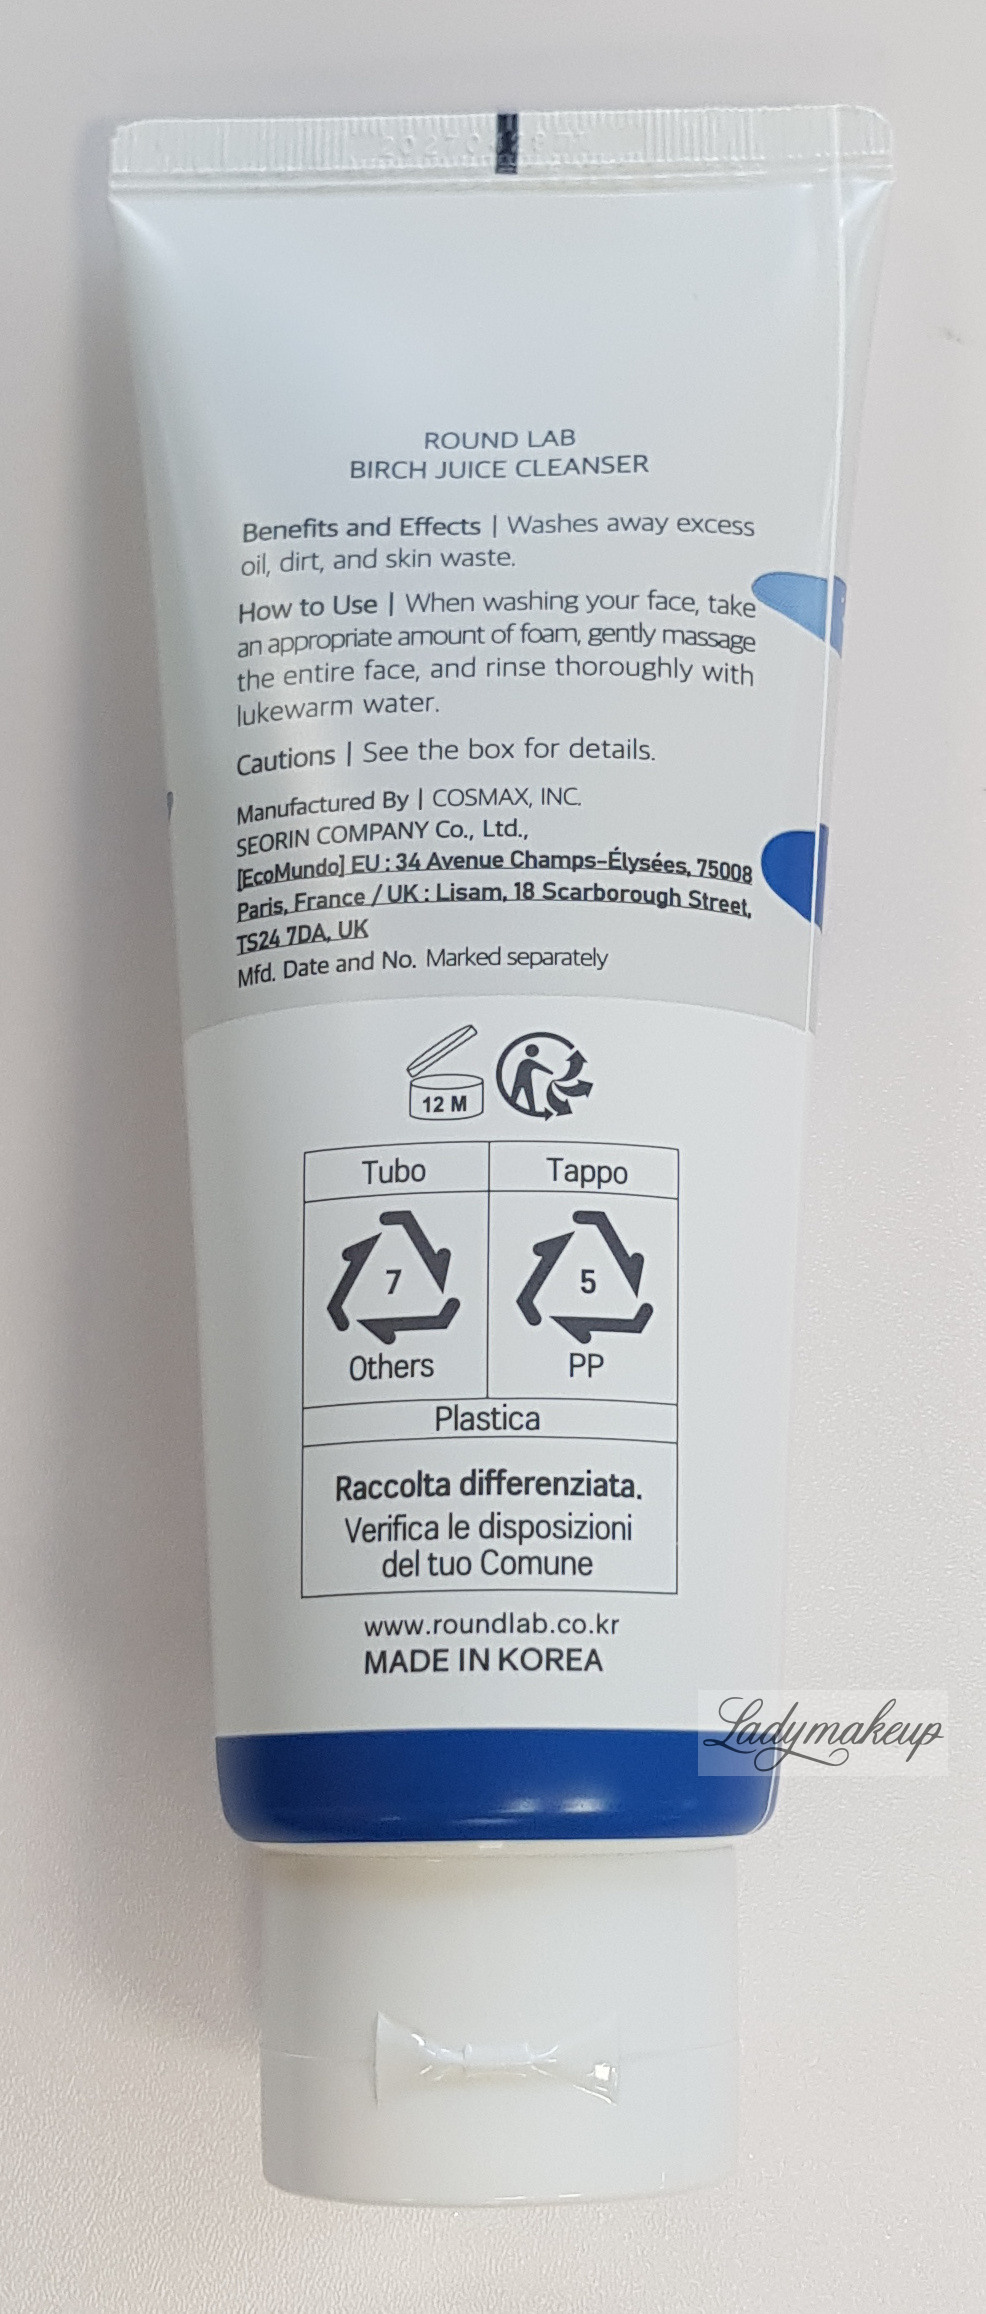 ROUND LAB
BIRCH JUICE CLEANSER
Benefits and Effects | Washes away excess
oil, dirt, and skin waste.
How to Use | When washing your face, take
an appropriate amount of foam, gently massage
the entire face, and rinse thoroughly with
lukewarm water.
Cautions | See the box for details.
Manufactured By | COSMAX, INC.
SEORIN COMPANY Co., Ltd.,
[EcoMundo] EU : 34 Avenue Champs-Élysées, 75008
Paris, France / UK : Lisam, 18 Scarborough Street,
TS24 7DA, UK
Mfd. Date and No. Marked separately
12 M
Tubo Tappo
7 5
Others PP
Plastica
Raccolta differenziata.
Verifica le disposizioni
del tuo Comune
www.roundlab.co.kr
MADE IN KOREA
Ladymakeup